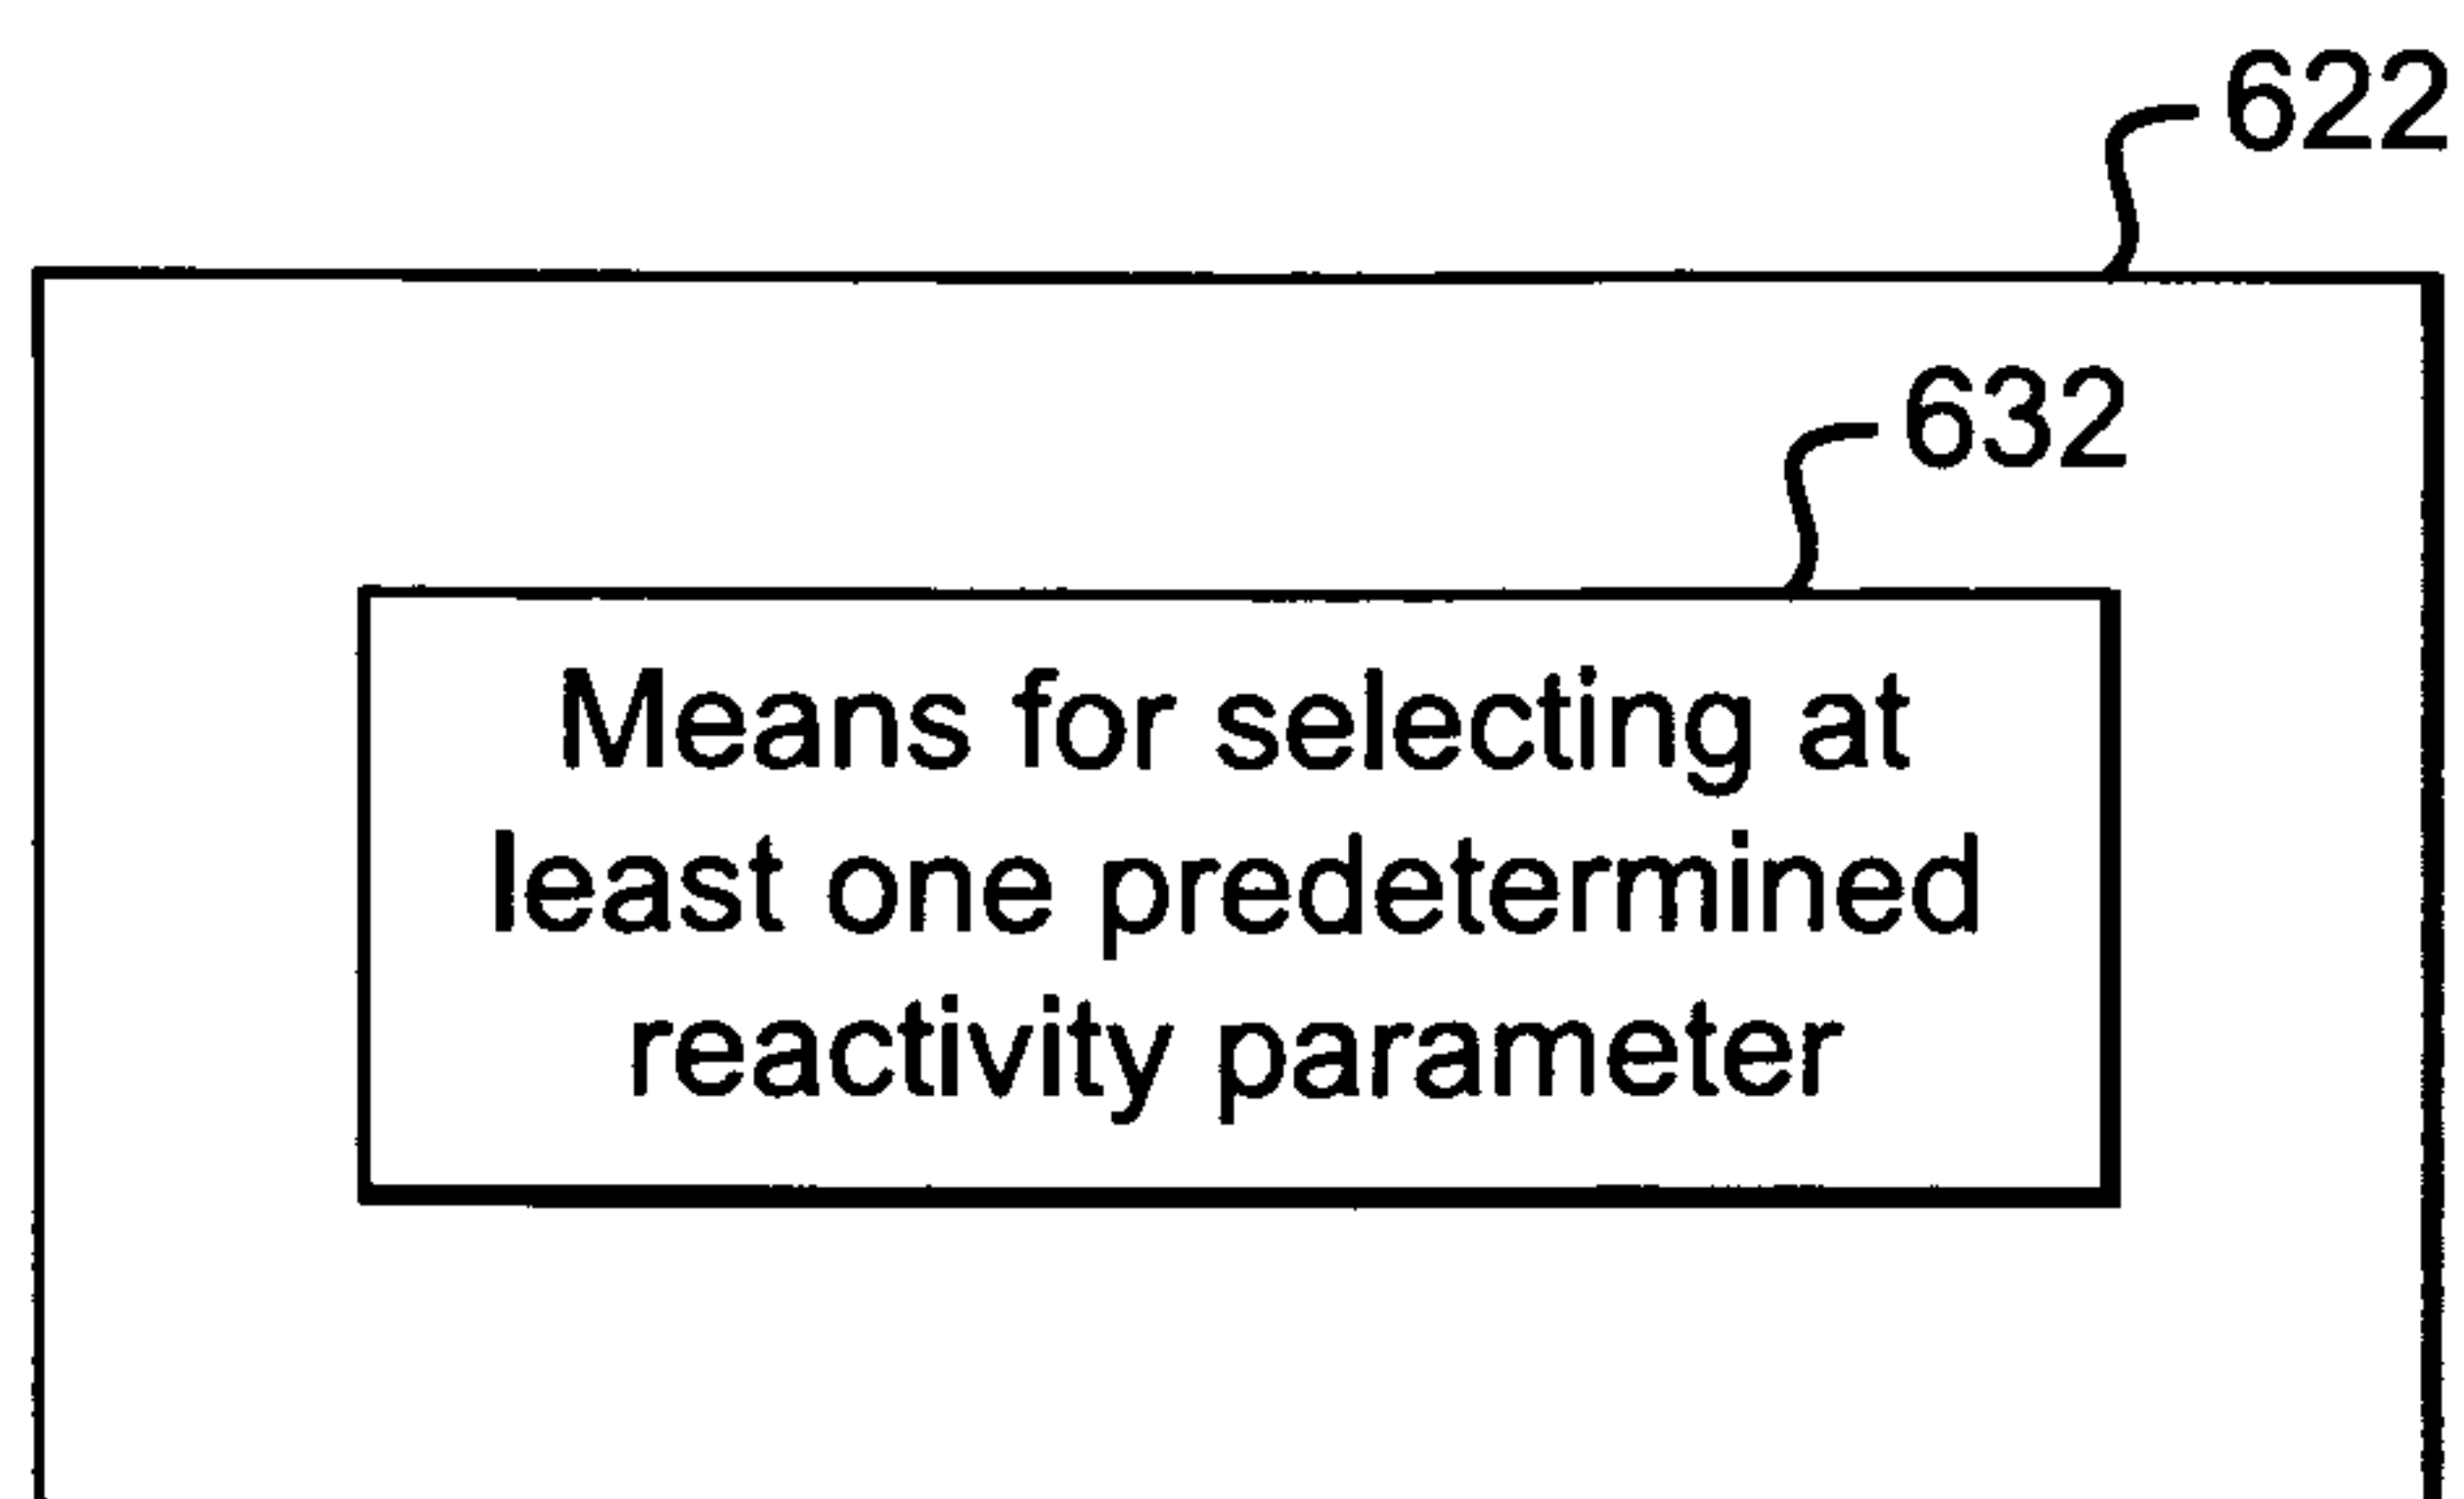 622
632
Means for selecting at
least one predetermined
reactivity parameter